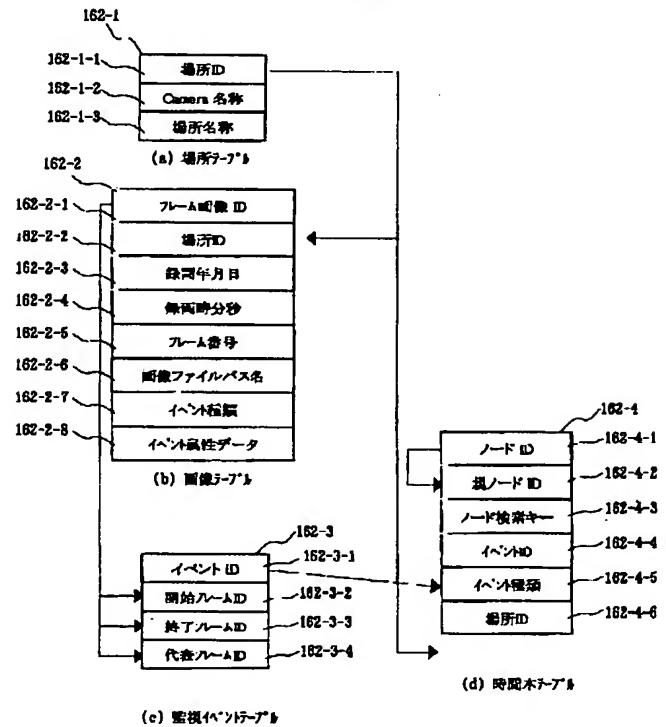 162-1
162-1-1
場所ID
162-1-2
Camera 名称
162-1-3
場所名称
(a) 場所テーブル
162-2
162-2-1
フレーム画像 ID
162-2-2
場所ID
162-2-3
録画年月日
162-2-4
録画時分秒
162-2-5
フレーム番号
162-2-6
画像ファイルパス名
162-2-7
イベント種類
162-2-8
イベント属性データ
(b) 画像テーブル
162-3
イベント ID
162-3-1
開始フレームID
162-3-2
終了フレームID
162-3-3
代表フレームID
162-3-4
(c) 監視イベントテーブル
162-4
ノード ID
162-4-1
親ノード ID
162-4-2
ノード検索キー
162-4-3
イベントID
162-4-4
イベント種類
162-4-5
場所ID
162-4-6
(d) 時間木テーブル